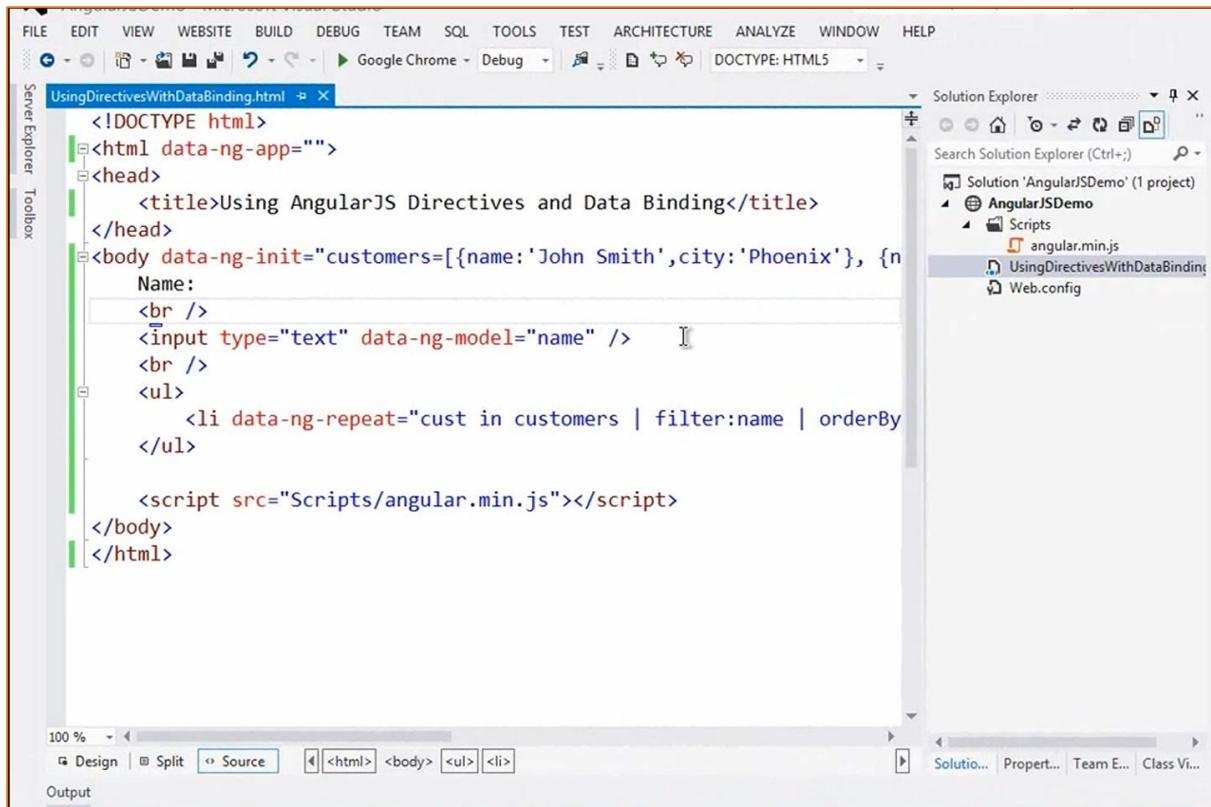 AngularJSDemo - Microsoft Visual Studio
FILE EDIT VIEW WEBSITE BUILD DEBUG TEAM SQL TOOLS TEST ARCHITECTURE ANALYZE WINDOW HELP
Google Chrome Debug DOCTYPE: HTML5
Server Explorer
Toolbox
UsingDirectivesWithDataBinding.html
<!DOCTYPE html>
<html data-ng-app="">
<head>
<title>Using AngularJS Directives and Data Binding</title>
</head>
<body data-ng-init="customers=[{name:'John Smith',city:'Phoenix'}, {n
Name:
<br />
<input type="text" data-ng-model="name" />
<br />
<ul>
<li data-ng-repeat="cust in customers | filter:name | orderBy
</ul>
<script src="Scripts/angular.min.js"></script>
</body>
</html>
100 %
Design Split Source <html> <body> <ul> <li>
Output
Solution Explorer
Search Solution Explorer (Ctrl+;)
Solution 'AngularJSDemo' (1 project)
AngularJSDemo
Scripts
angular.min.js
UsingDirectivesWithDataBinding
Web.config
Solutio... Propert... Team E... Class Vi...